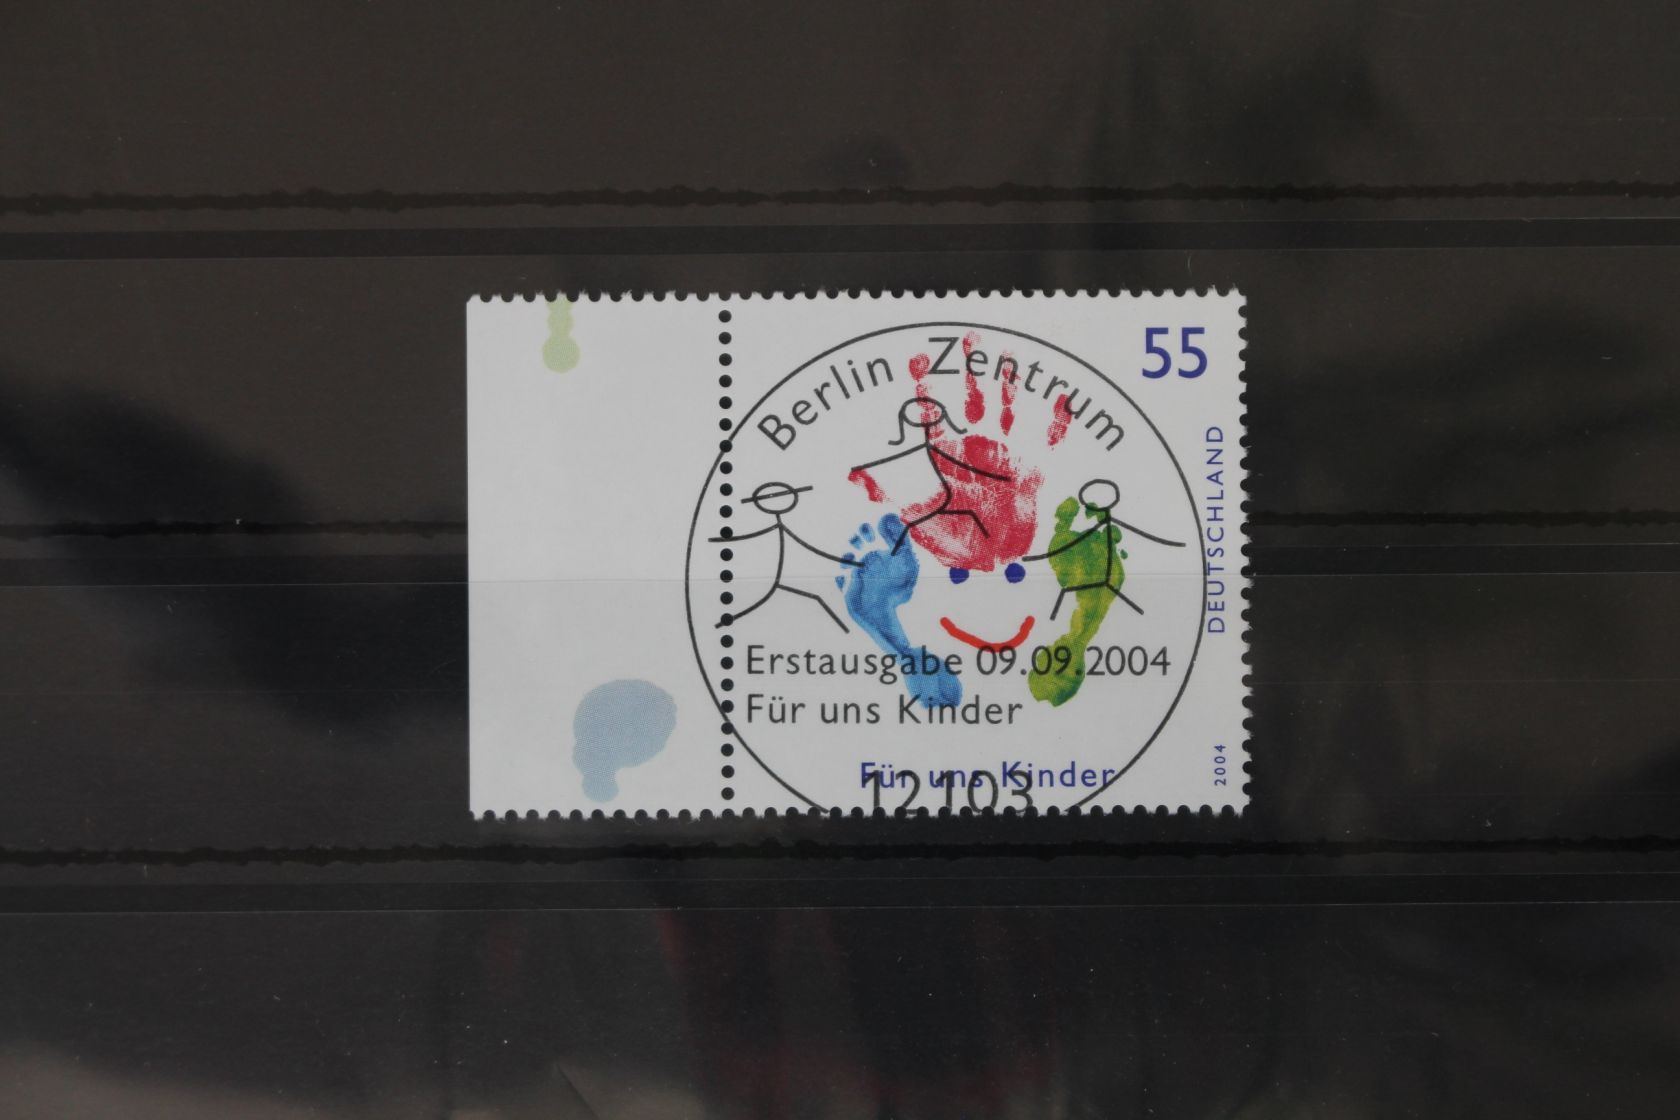 55
Berlin Zentrum
DEUTSCHLAND
Erstausgabe 09.09.2004
Für uns Kinder
Für uns Kinder
12103
2004